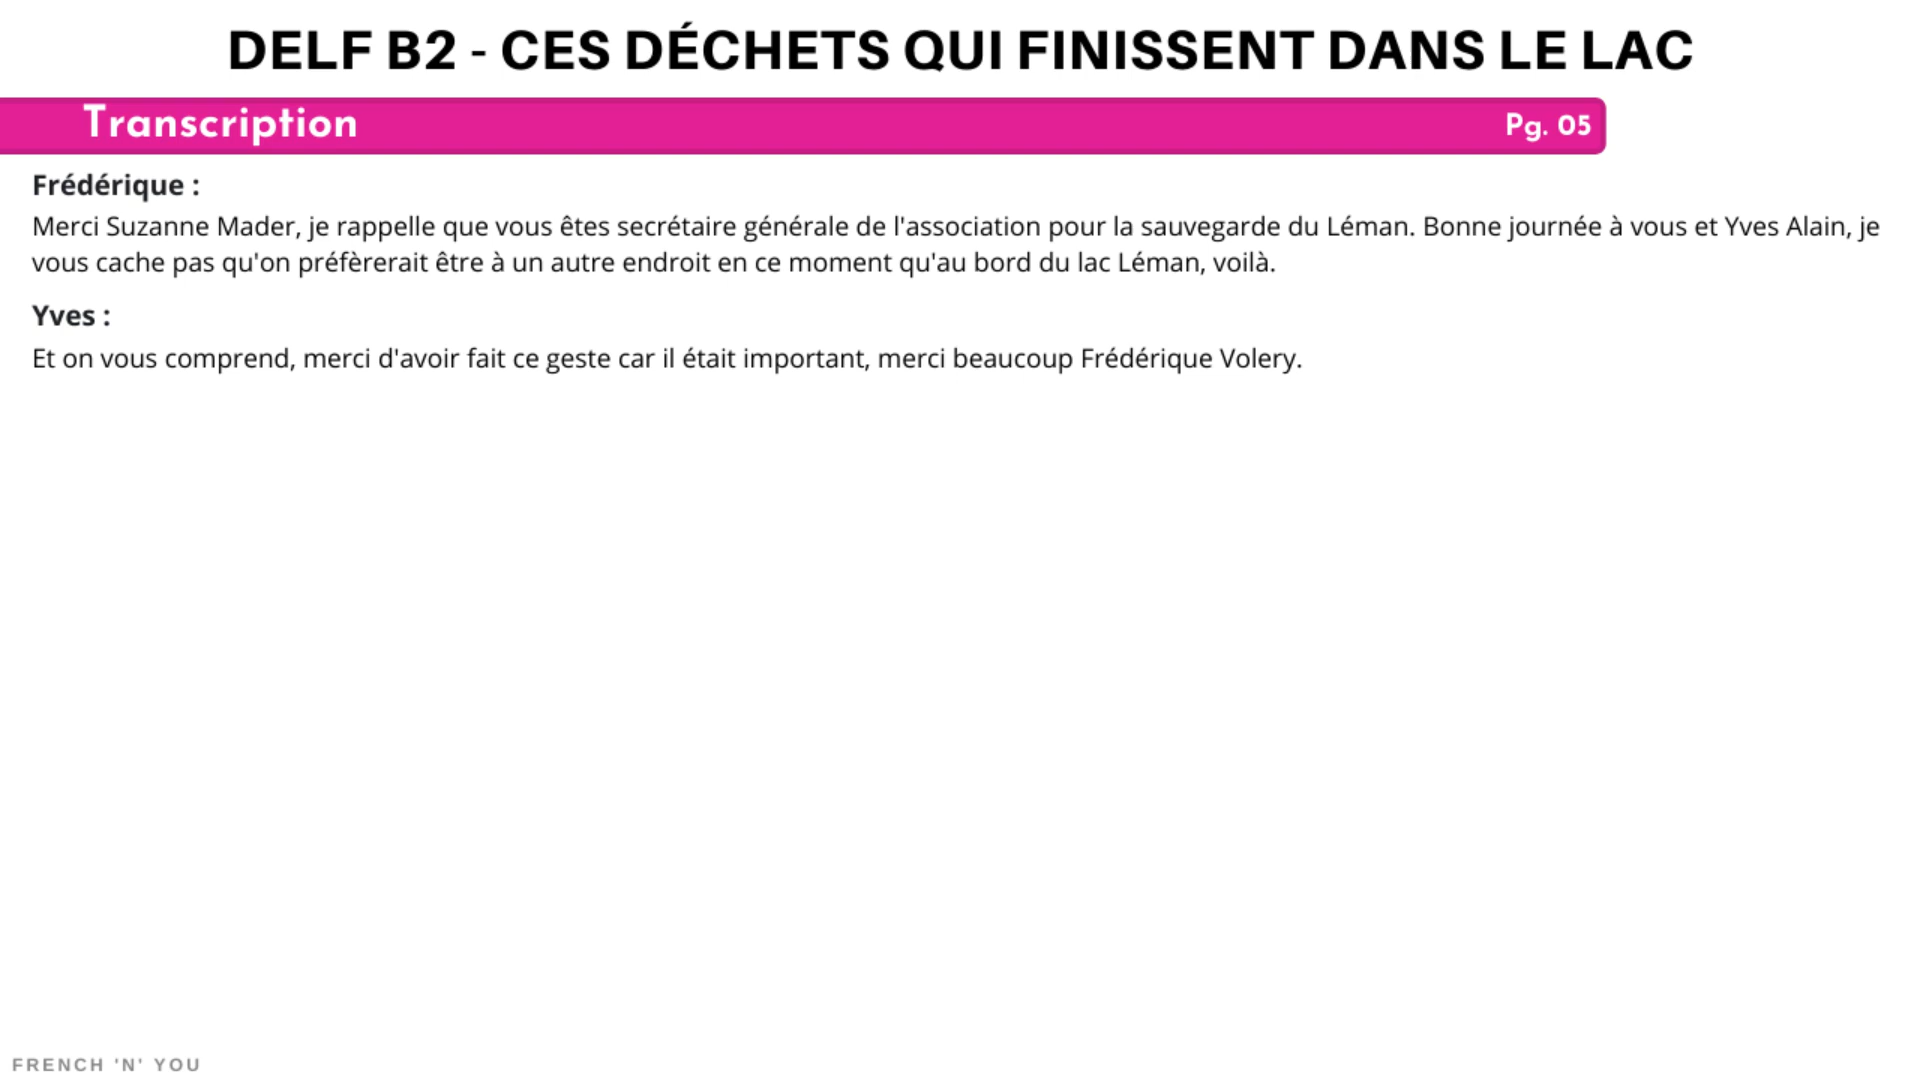 DELF B2 - CES DÉCHETS QUI FINISSENT DANS LE LAC
Transcription
Pg. 05
Frédérique :
Merci Suzanne Mader, je rappelle que vous êtes secrétaire générale de l'association pour la sauvegarde du Léman. Bonne journée à vous et Yves Alain, je
vous cache pas qu'on préfèrerait être à un autre endroit en ce moment qu'au bord du lac Léman, voilà.
Yves :
Et on vous comprend, merci d'avoir fait ce geste car il était important, merci beaucoup Frédérique Volery.
FRENCH 'N' YOU